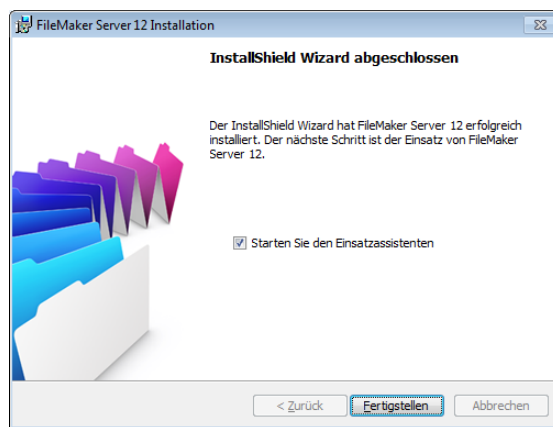 FileMaker Server 12 Installation
InstallShield Wizard abgeschlossen
Der InstallShield Wizard hat FileMaker Server 12 erfolgreich
installiert. Der nächste Schritt ist der Einsatz von FileMaker
Server 12.
Starten Sie den Einsatzassistenten
< Zurück
Fertigstellen
Abbrechen